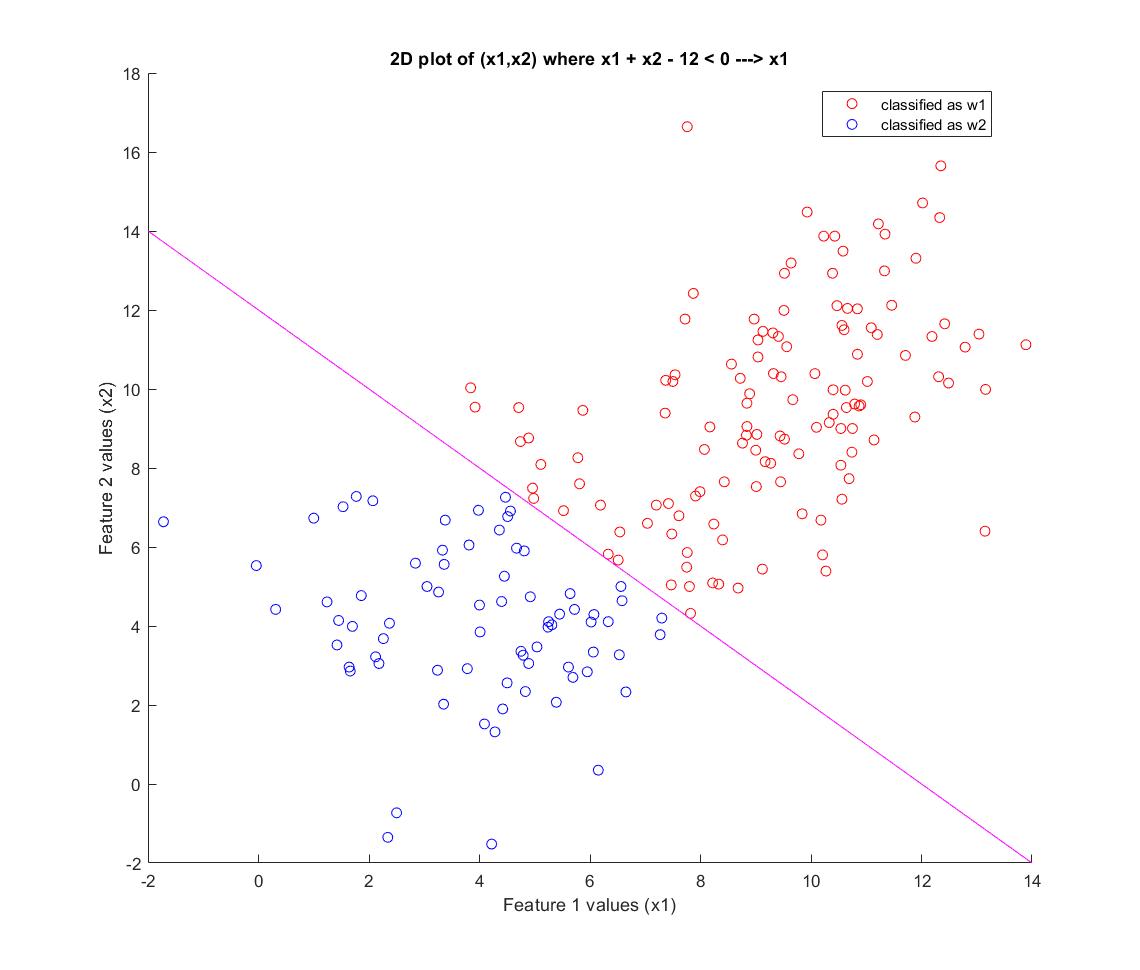 2D plot of (x1,x2) where x1 + x2 - 12 < 0 ---> x1
classified as w1
classified as w2
Feature 2 values (x2)
18
16
14
12
10
8
6
4
2
0
-2
-2 0 2 4 6 8 10 12 14
Feature 1 values (x1)